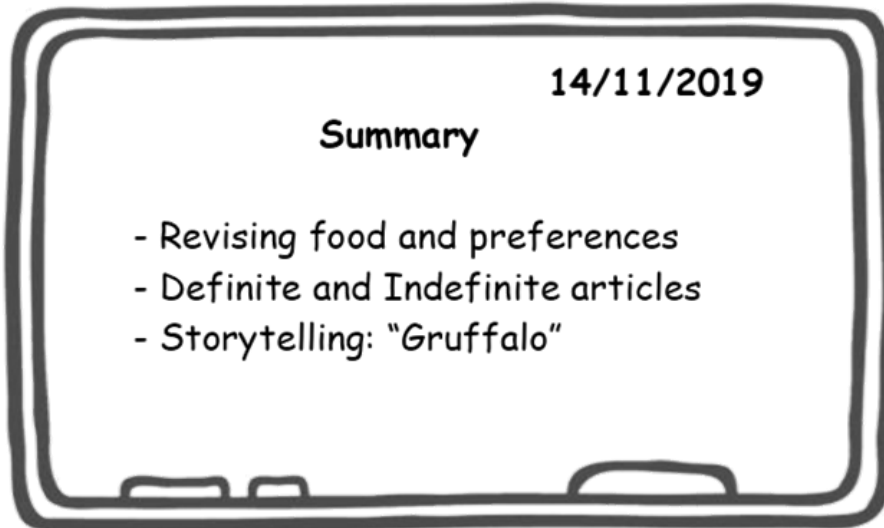 14/11/2019
Summary
- Revising food and preferences
- Definite and Indefinite articles
- Storytelling: “Gruffalo”